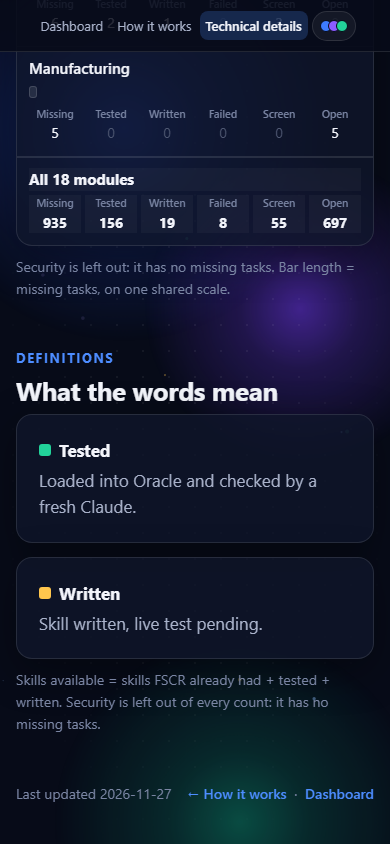 Dashboard How it works Technical details
Manufacturing
Missing Tested Written Failed Screen Open
5 0 0 0 0 5
All 18 modules
Missing Tested Written Failed Screen Open
935 156 19 8 55 697
Security is left out: it has no missing tasks. Bar length =
missing tasks, on one shared scale.
DEFINITIONS
What the words mean
Tested
Loaded into Oracle and checked by a
fresh Claude.
Written
Skill written, live test pending.
Skills available = skills FSCR already had + tested +
written. Security is left out of every count: it has no
missing tasks.
Last updated 2026-11-27 ← How it works · Dashboard